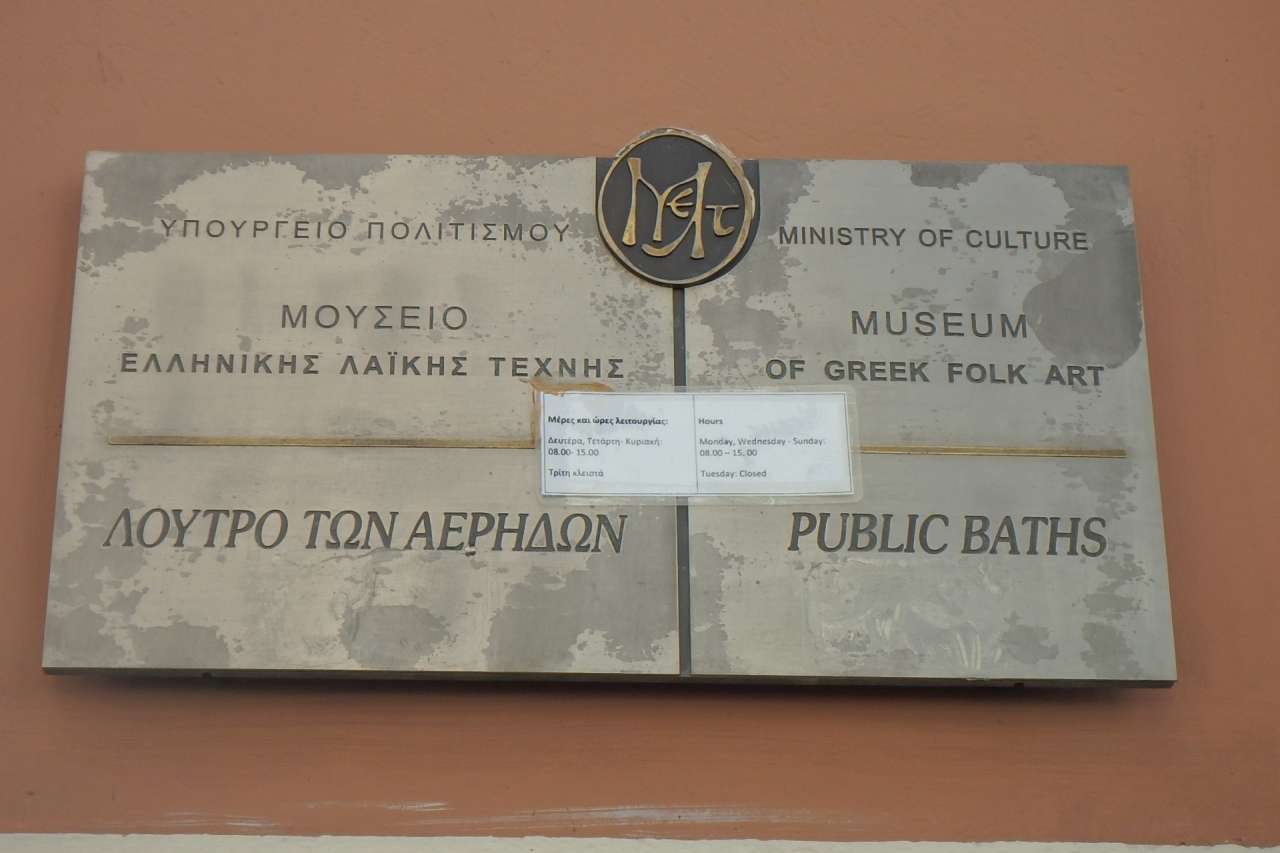 ΜΕΛΤ
ΥΠΟΥΡΓΕΙΟ ΠΟΛΙΤΙΣΜΟΥ
ΜΟΥΣΕΙΟ
ΕΛΛΗΝΙΚΗΣ ΛΑΪΚΗΣ ΤΕΧΝΗΣ
ΛΟΥΤΡΟ ΤΩΝ ΑΕΡΗΔΩΝ
MINISTRY OF CULTURE
MUSEUM
OF GREEK FOLK ART
PUBLIC BATHS
Μέρες και ώρες λειτουργίας:
Δευτέρα, Τετάρτη- Κυριακή:
08.00- 15.00
Τρίτη κλειστά
Hours
Monday, Wednesday - Sunday:
08.00 – 15. 00
Tuesday: Closed